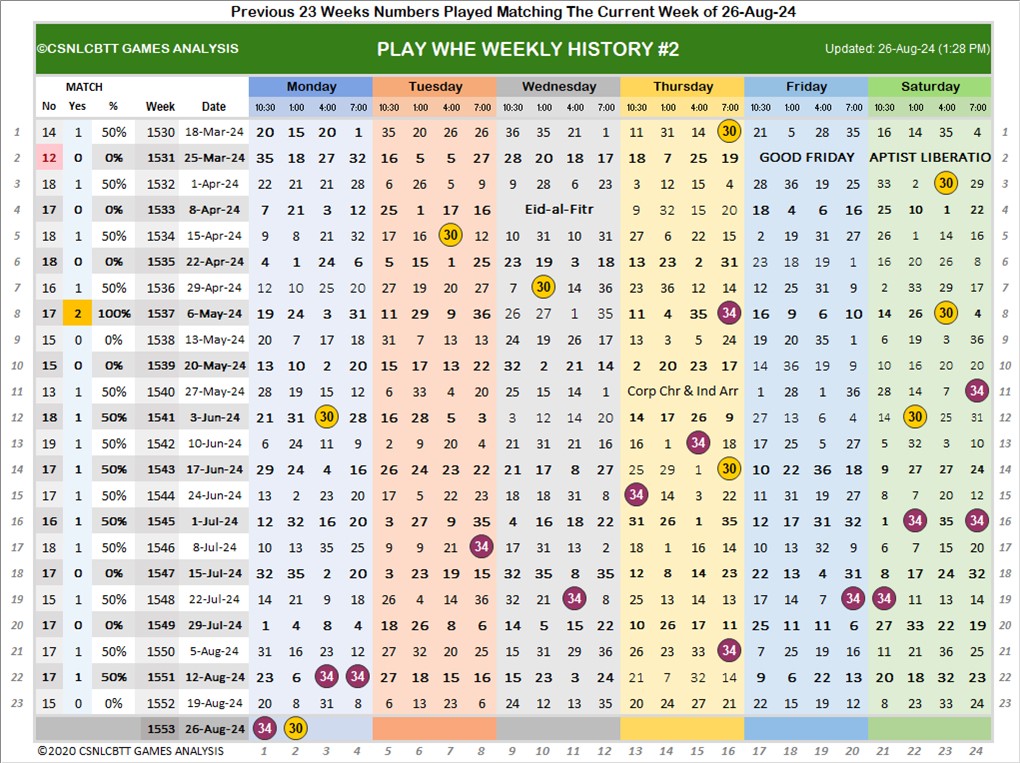 Previous 23 Weeks Numbers Played Matching The Current Week of 26-Aug-24
©CSNLCBTT GAMES ANALYSIS PLAY WHE WEEKLY HISTORY #2 Updated: 26-Aug-24 (1:28 PM)
MATCH Monday Tuesday Wednesday Thursday Friday Saturday
No Yes % Week Date 10:30 1:00 4:00 7:00 10:30 1:00 4:00 7:00 10:30 1:00 4:00 7:00 10:30 1:00 4:00 7:00 10:30 1:00 4:00 7:00 10:30 1:00 4:00 7:00
1 14 1 50% 1530 18-Mar-24 20 15 20 1 35 20 26 26 36 35 21 1 11 31 14 30 21 5 28 35 16 14 35 4 1
2 12 0 0% 1531 25-Mar-24 35 18 27 32 16 5 5 27 28 20 18 17 18 7 25 19 GOOD FRIDAY APTIST LIBERATIO 2
3 18 1 50% 1532 1-Apr-24 22 21 21 28 6 26 5 9 9 28 6 23 3 12 15 4 28 36 19 25 33 2 30 29 3
4 17 0 0% 1533 8-Apr-24 7 21 3 12 25 1 17 16 Eid-al-Fitr 9 32 15 20 18 4 6 16 25 10 1 22 4
5 18 1 50% 1534 15-Apr-24 9 8 21 32 17 16 30 12 10 31 10 31 27 6 22 15 2 19 31 27 26 1 14 16 5
6 18 0 0% 1535 22-Apr-24 4 1 24 6 5 15 1 25 23 19 3 18 13 23 2 31 23 18 19 1 16 20 26 8 6
7 16 1 50% 1536 29-Apr-24 12 10 25 20 27 19 20 27 7 30 14 36 23 36 12 14 12 25 31 9 2 33 29 17 7
8 17 2 100% 1537 6-May-24 19 24 3 31 11 29 9 36 26 27 1 35 11 4 35 34 16 9 6 10 14 26 30 4 8
9 15 0 0% 1538 13-May-24 20 7 17 18 31 7 13 13 24 19 26 17 13 3 5 24 19 20 35 1 6 19 3 36 9
10 15 0 0% 1539 20-May-24 13 10 2 20 15 17 13 22 32 2 21 14 2 20 23 17 14 36 19 9 10 16 20 20 10
11 13 1 50% 1540 27-May-24 28 19 15 12 6 33 4 20 25 15 14 1 Corp Chr & Ind Arr 1 28 1 36 28 14 7 34 11
12 18 1 50% 1541 3-Jun-24 21 31 30 28 16 28 5 3 3 12 14 20 14 17 26 9 27 13 6 4 14 30 25 31 12
13 19 1 50% 1542 10-Jun-24 6 24 11 9 2 9 20 4 21 31 21 16 16 1 34 18 17 25 5 27 5 32 3 10 13
14 17 1 50% 1543 17-Jun-24 29 24 4 16 26 24 23 22 21 17 8 27 25 29 1 30 10 22 36 18 9 27 27 24 14
15 17 1 50% 1544 24-Jun-24 13 2 23 20 17 5 22 23 18 18 31 8 34 14 3 22 11 31 19 27 8 7 20 12 15
16 16 1 50% 1545 1-Jul-24 12 32 16 20 3 27 9 35 4 16 18 22 31 26 1 35 12 17 31 32 1 34 35 34 16
17 18 1 50% 1546 8-Jul-24 10 13 35 25 9 9 21 34 17 31 13 2 18 1 16 14 10 13 32 9 6 7 15 20 17
18 17 0 0% 1547 15-Jul-24 32 35 2 20 3 23 19 15 32 35 8 35 12 8 14 23 22 13 4 31 8 17 24 32 18
19 15 1 50% 1548 22-Jul-24 14 21 9 18 26 4 14 36 32 21 34 8 25 13 14 13 17 14 7 34 34 11 13 14 19
20 17 0 0% 1549 29-Jul-24 1 4 8 4 18 26 8 6 14 5 15 22 10 26 17 11 25 11 11 6 27 33 22 19 20
21 17 1 50% 1550 5-Aug-24 31 16 23 12 27 32 20 25 15 31 29 36 26 23 33 34 7 25 19 16 11 21 36 25 21
22 17 1 50% 1551 12-Aug-24 23 6 34 34 27 18 15 16 15 23 3 24 21 7 32 14 9 6 22 13 20 18 32 23 22
23 15 0 0% 1552 19-Aug-24 20 8 31 8 6 13 23 6 24 12 13 35 20 24 27 21 22 15 19 12 8 23 33 24 23
1553 26-Aug-24 34 30
©2020 CSNLCBTT GAMES ANALYSIS 1 2 3 4 5 6 7 8 9 10 11 12 13 14 15 16 17 18 19 20 21 22 23 24